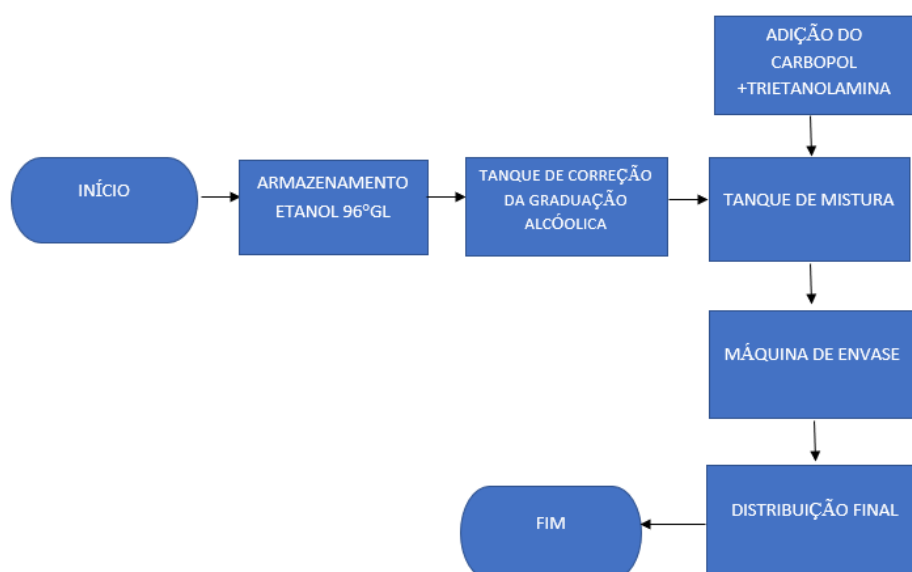 ADIÇÃO DO
CARBOPOL
+TRIETANOLAMINA
INÍCIO
ARMAZENAMENTO
ETANOL 96°GL
TANQUE DE CORREÇÃO
DA GRADUAÇÃO
ALCÓOLICA
TANQUE DE MISTURA
MÁQUINA DE ENVASE
DISTRIBUIÇÃO FINAL
FIM